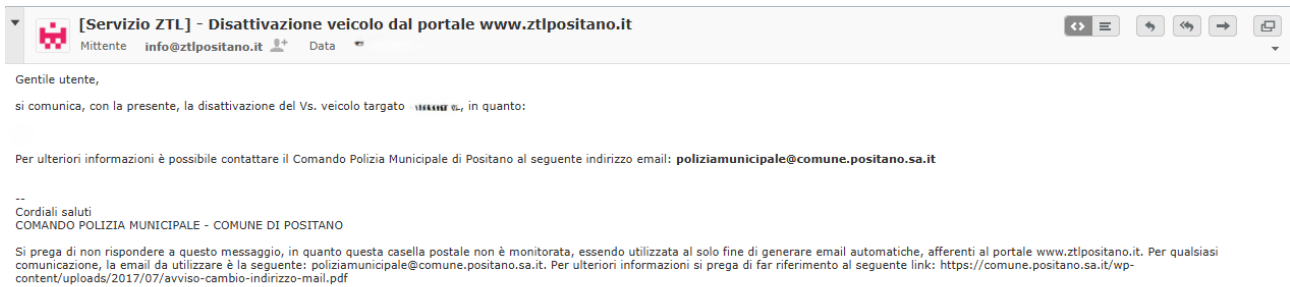 [Servizio ZTL] - Disattivazione veicolo dal portale www.ztlpositano.it
Mittente info@ztlpositano.it Data
Gentile utente,
si comunica, con la presente, la disattivazione del Vs. veicolo targato , in quanto:
Per ulteriori informazioni è possibile contattare il Comando Polizia Municipale di Positano al seguente indirizzo email: poliziamunicipale@comune.positano.sa.it
--
Cordiali saluti
COMANDO POLIZIA MUNICIPALE - COMUNE DI POSITANO
Si prega di non rispondere a questo messaggio, in quanto questa casella postale non è monitorata, essendo utilizzata al solo fine di generare email automatiche, afferenti al portale www.ztlpositano.it. Per qualsiasi
comunicazione, la email da utilizzare è la seguente: poliziamunicipale@comune.positano.sa.it. Per ulteriori informazioni si prega di far riferimento al seguente link: https://comune.positano.sa.it/wp-
content/uploads/2017/07/avviso-cambio-indirizzo-mail.pdf